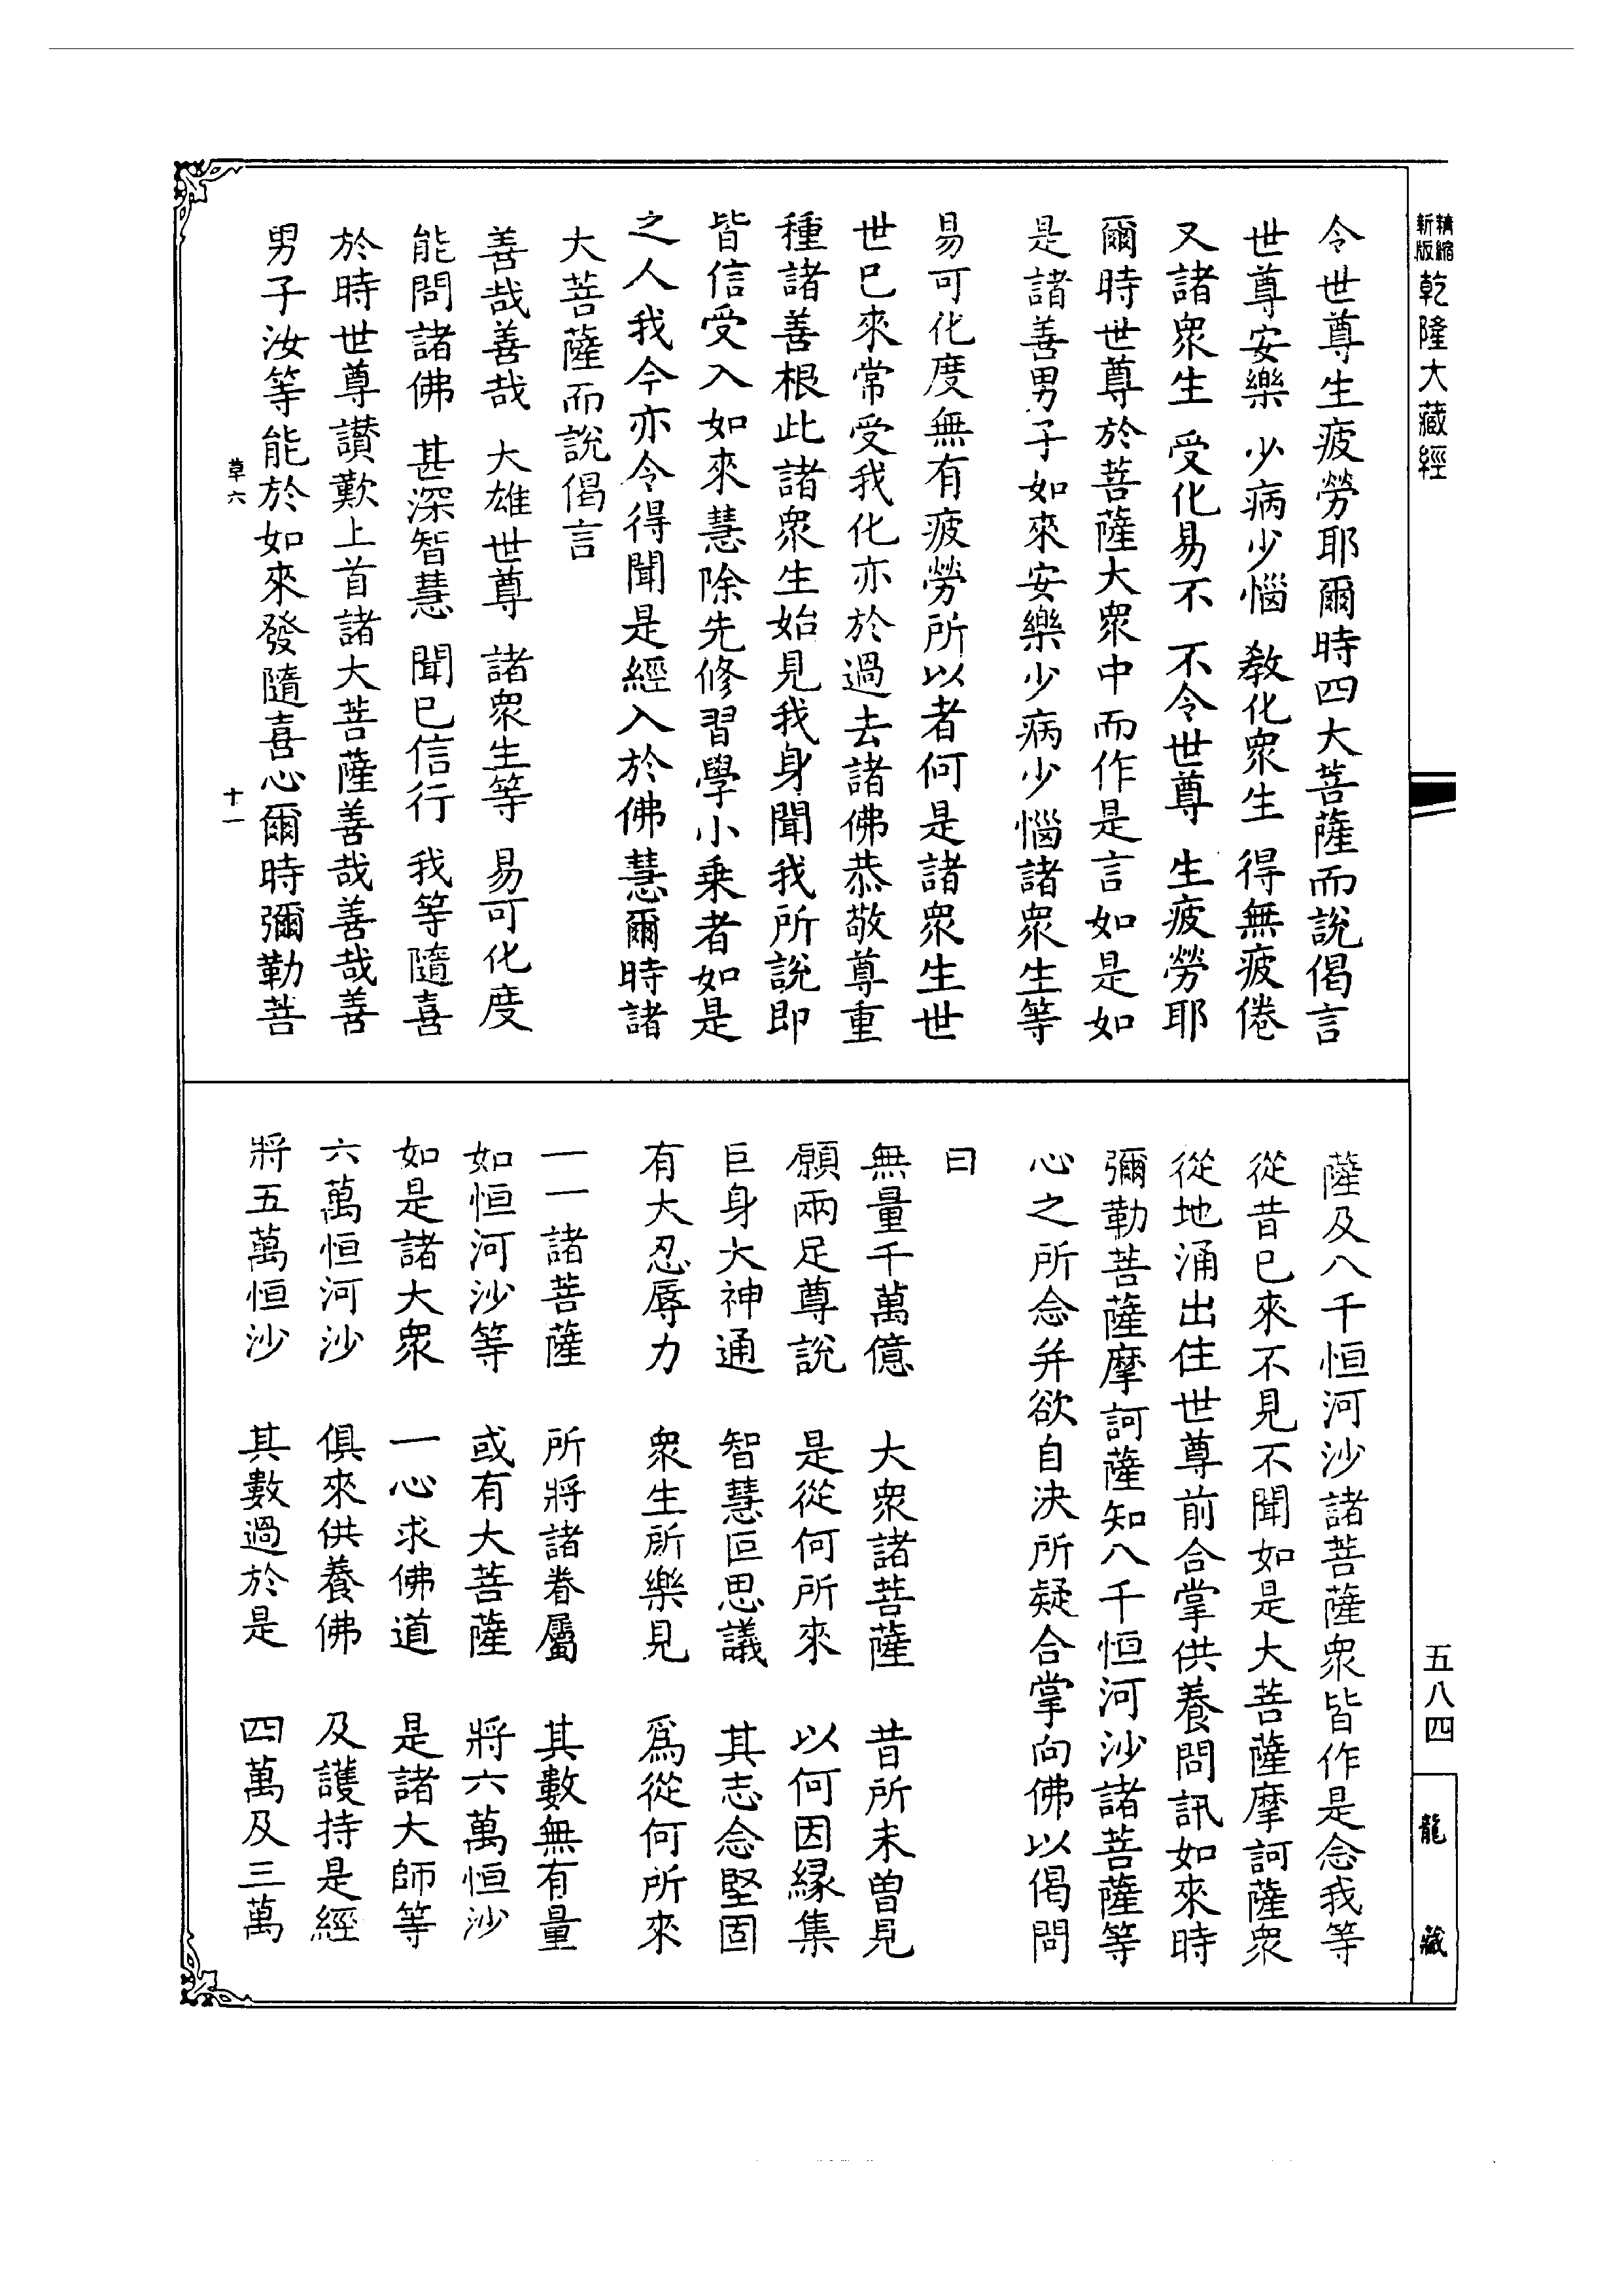 精縮
新版
乾隆大藏經
五八四
龍藏
令世尊生疲勞耶爾時四大菩薩而說偈言
世尊安樂 少病少惱 教化衆生 得無疲倦
又諸衆生 受化易不 不令世尊 生疲勞耶
爾時世尊於菩薩大衆中而作是言如是如
是諸善男子如來安樂少病少惱諸衆生等
易可化度無有疲勞所以者何是諸衆生世
世已來常受我化亦於過去諸佛恭敬尊重
種諸善根此諸衆生始見我身聞我所說即
皆信受入如來慧除先修習學小乗者如是
之人我今亦令得聞是經入於佛慧爾時諸
大菩薩而說偈言
善哉善哉 大雄世尊 諸衆生等 易可化度
能問諸佛 甚深智慧 聞已信行 我等隨喜
於時世尊讃歎上首諸大菩薩善哉善哉善
男子汝等能於如來發隨喜心爾時彌勒菩
草六 十一
薩及八千恒河沙諸菩薩衆皆作是念我等
從昔已來不見不聞如是大菩薩摩訶薩衆
從地涌出住世尊前合掌供養問訊如來時
彌勒菩薩摩訶薩知八千恒河沙諸菩薩等
心之所念并欲自決所疑合掌向佛以偈問
曰
無量千萬億 大衆諸菩薩 昔所未曾見
願兩足尊說 是從何所來 以何因縁集
巨身大神通 智慧叵思議 其志念堅固
有大忍辱力 衆生所樂見 爲從何所來
一一諸菩薩 所將諸眷屬 其數無有量
如恒河沙等 或有大菩薩 將六萬恒沙
如是諸大衆 一心求佛道 是諸大師等
六萬恒河沙 俱來供養佛 及護持是經
將五萬恒沙 其數過於是 四萬及三萬